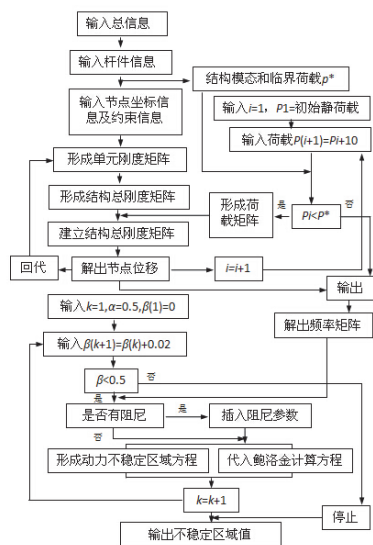 输入总信息
输入杆件信息
结构模态和临界荷载p*
输入节点坐标信
息及约束信息
输入i=1，P1=初始静荷载
输入荷载P(i+1)=Pi+10
形成单元刚度矩阵
形成结构总刚度矩阵
形成荷
载矩阵
是
Pi<P*
否
建立结构总刚度矩阵
回代
解出节点位移
i=i+1
输出
输入k=1,α=0.5,β(1)=0
解出频率矩阵
输入β(k+1)=β(k)+0.02
β<0.5
否
是
是否有阻尼
是
插入阻尼参数
否
形成动力不稳定区域方程
代入鲍洛金计算方程
k=k+1
停止
输出不稳定区域值